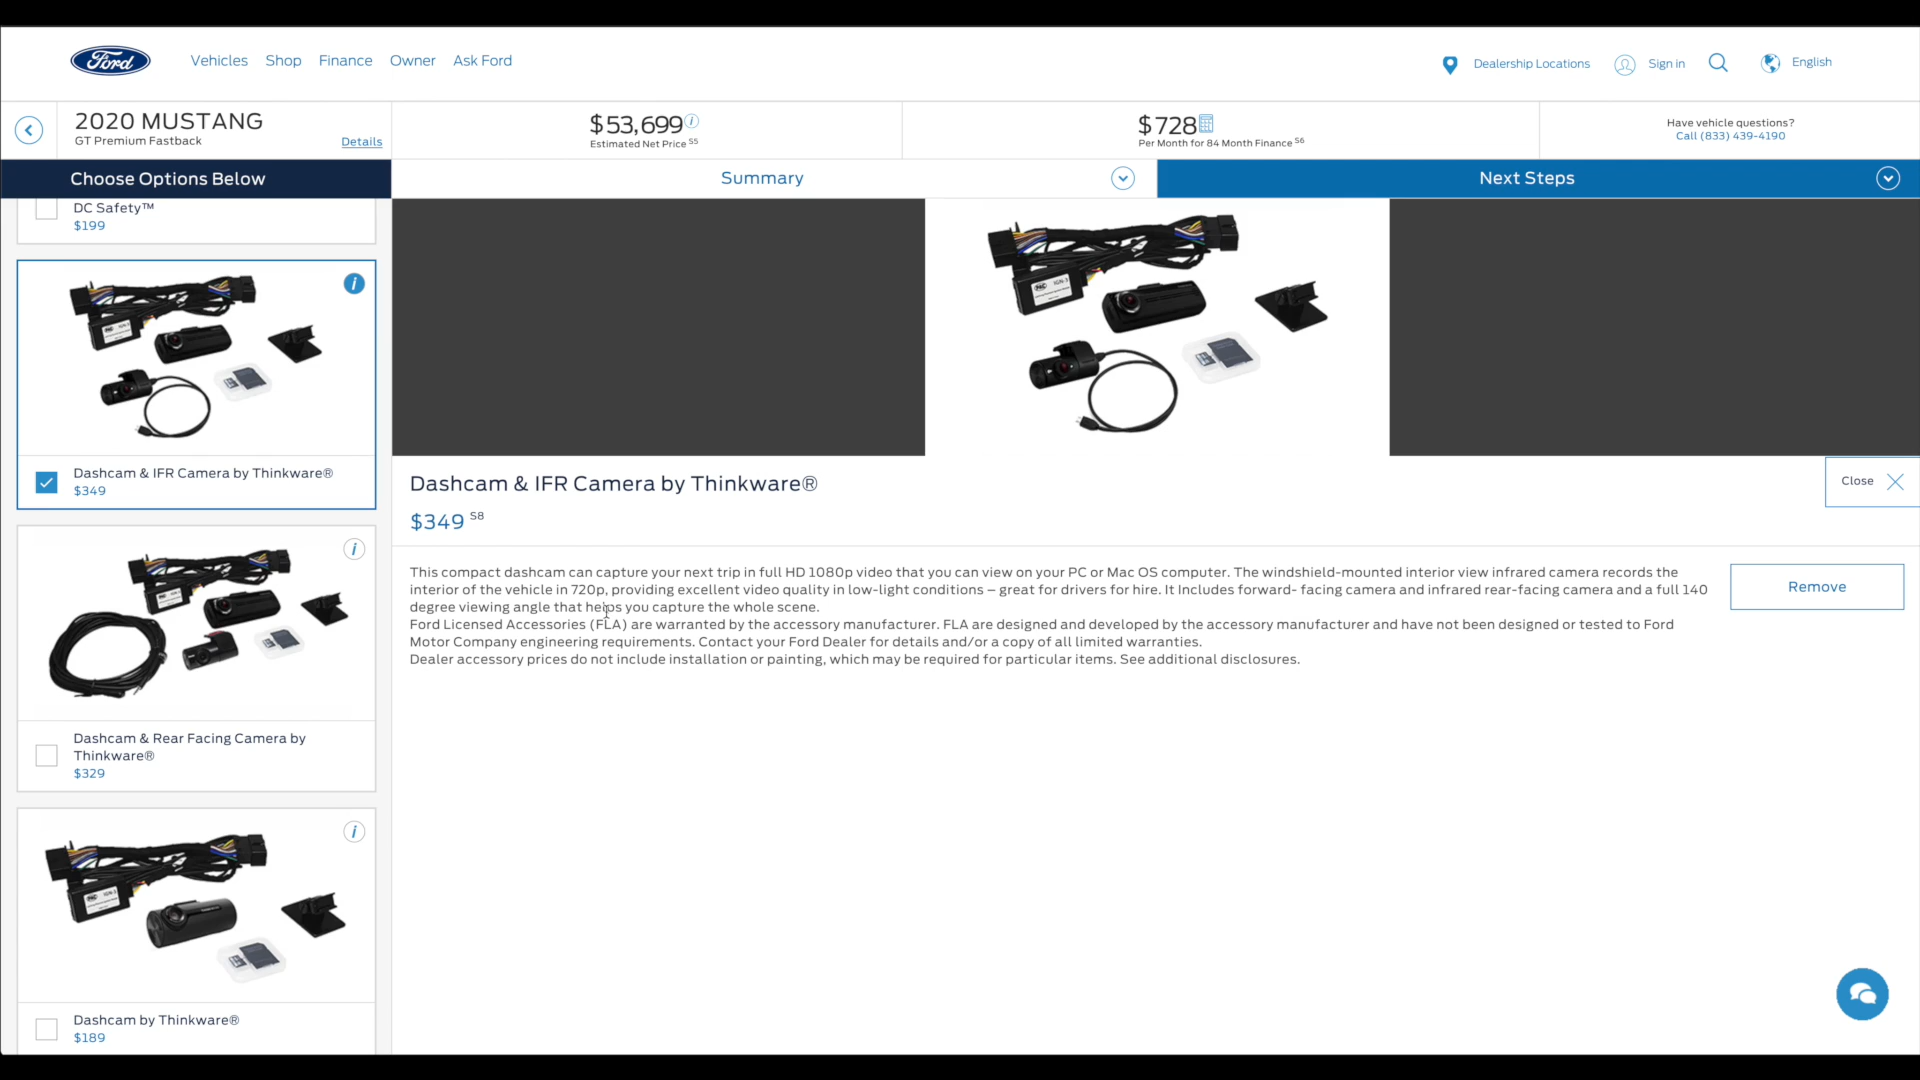 Ford
Vehicles
Shop
Finance
Owner
Ask Ford
Dealership Locations
Sign in
English
2020 MUSTANG
GT Premium Fastback
Details
$53,699
Estimated Net Price S5
$728
Per Month for 84 Month Finance S6
Have vehicle questions?
Call (833) 439-4190
Choose Options Below
Summary
Next Steps
DC Safety™
$199
i
Dashcam & IFR Camera by Thinkware®
$349
i
Dashcam & Rear Facing Camera by
Thinkware®
$329
i
Dashcam by Thinkware®
$189
PAC IGN-3
Dashcam & IFR Camera by Thinkware®
$349 S8
Close
This compact dashcam can capture your next trip in full HD 1080p video that you can view on your PC or Mac OS computer. The windshield-mounted interior view infrared camera records the
interior of the vehicle in 720p, providing excellent video quality in low-light conditions – great for drivers for hire. It Includes forward- facing camera and infrared rear-facing camera and a full 140
degree viewing angle that helps you capture the whole scene.
Ford Licensed Accessories (FLA) are warranted by the accessory manufacturer. FLA are designed and developed by the accessory manufacturer and have not been designed or tested to Ford
Motor Company engineering requirements. Contact your Ford Dealer for details and/or a copy of all limited warranties.
Dealer accessory prices do not include installation or painting, which may be required for particular items. See additional disclosures.
Remove